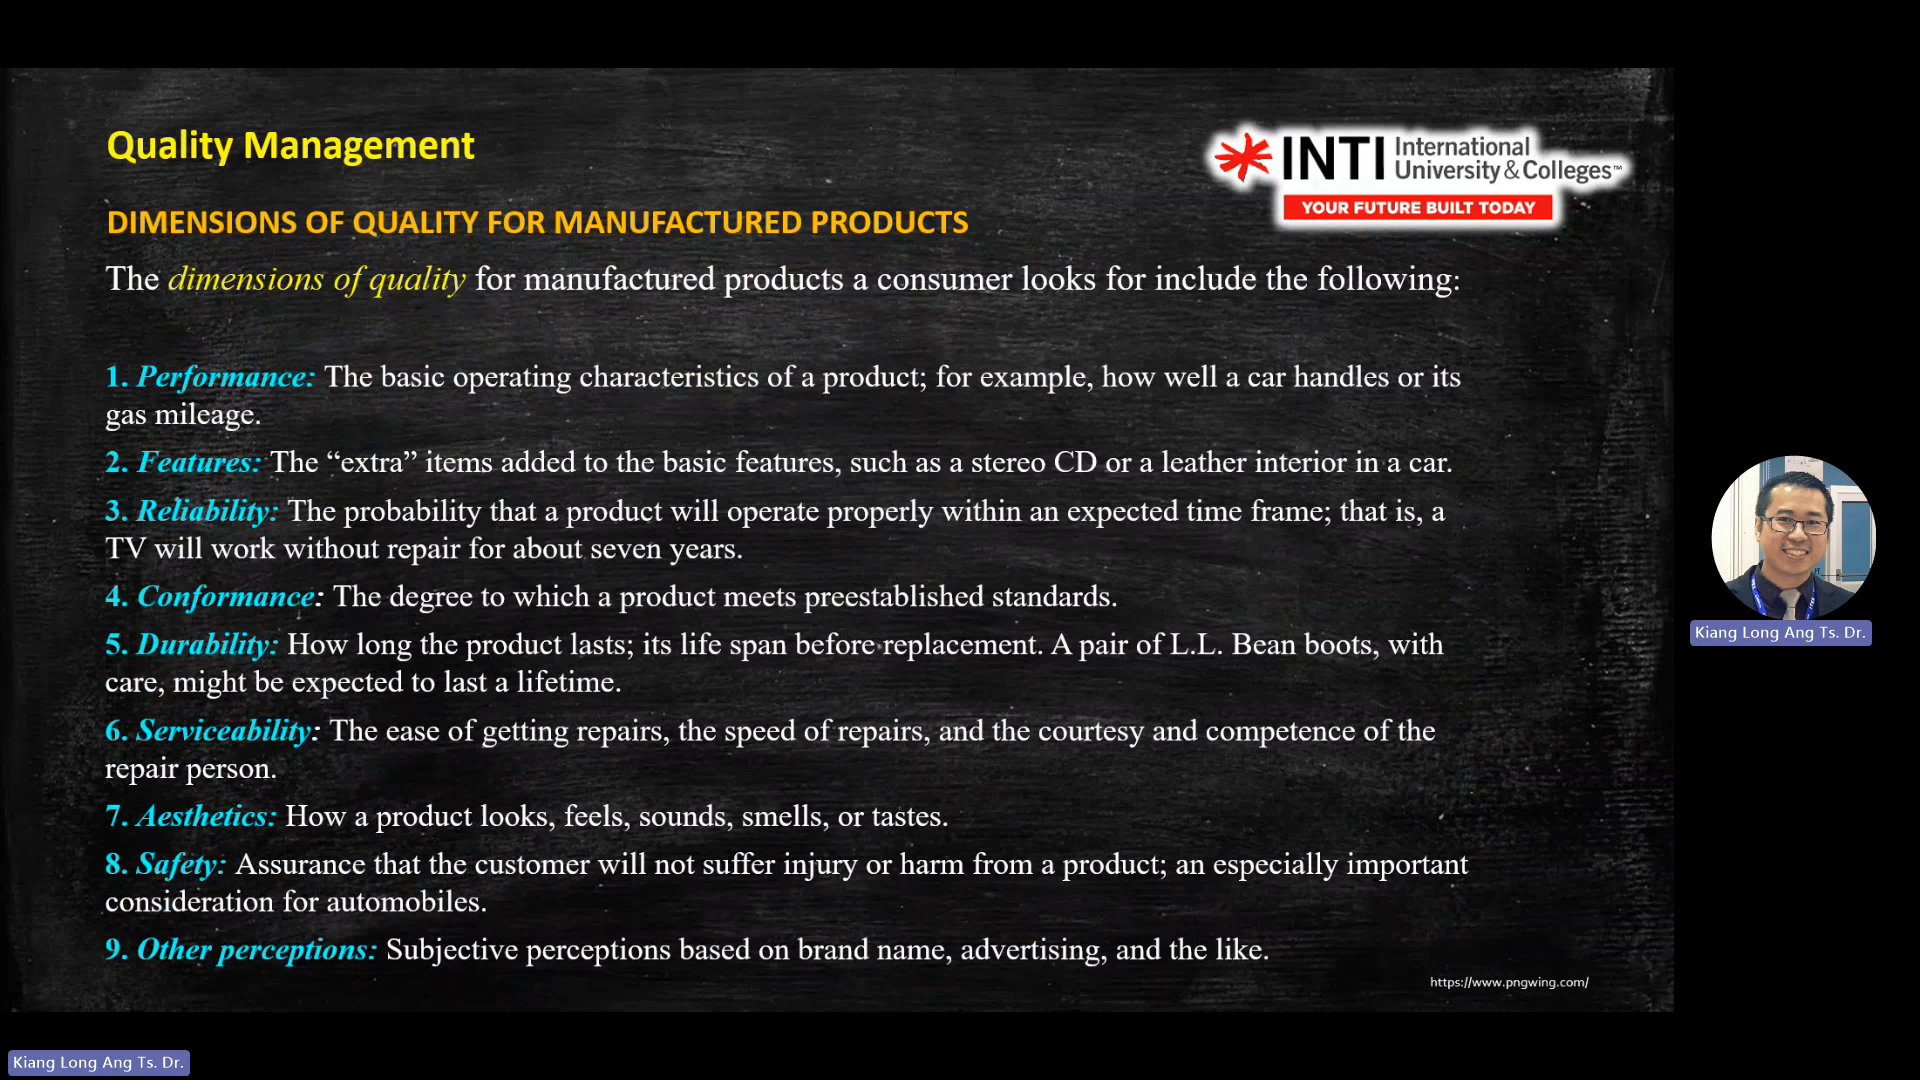 Quality Management
INTI International University & Colleges™
YOUR FUTURE BUILT TODAY
DIMENSIONS OF QUALITY FOR MANUFACTURED PRODUCTS
The dimensions of quality for manufactured products a consumer looks for include the following:
1. Performance: The basic operating characteristics of a product; for example, how well a car handles or its
gas mileage.
2. Features: The “extra” items added to the basic features, such as a stereo CD or a leather interior in a car.
3. Reliability: The probability that a product will operate properly within an expected time frame; that is, a
TV will work without repair for about seven years.
4. Conformance: The degree to which a product meets preestablished standards.
5. Durability: How long the product lasts; its life span before replacement. A pair of L.L. Bean boots, with
care, might be expected to last a lifetime.
6. Serviceability: The ease of getting repairs, the speed of repairs, and the courtesy and competence of the
repair person.
7. Aesthetics: How a product looks, feels, sounds, smells, or tastes.
8. Safety: Assurance that the customer will not suffer injury or harm from a product; an especially important
consideration for automobiles.
9. Other perceptions: Subjective perceptions based on brand name, advertising, and the like.
https://www.pngwing.com/
Kiang Long Ang Ts. Dr.
Kiang Long Ang Ts. Dr.